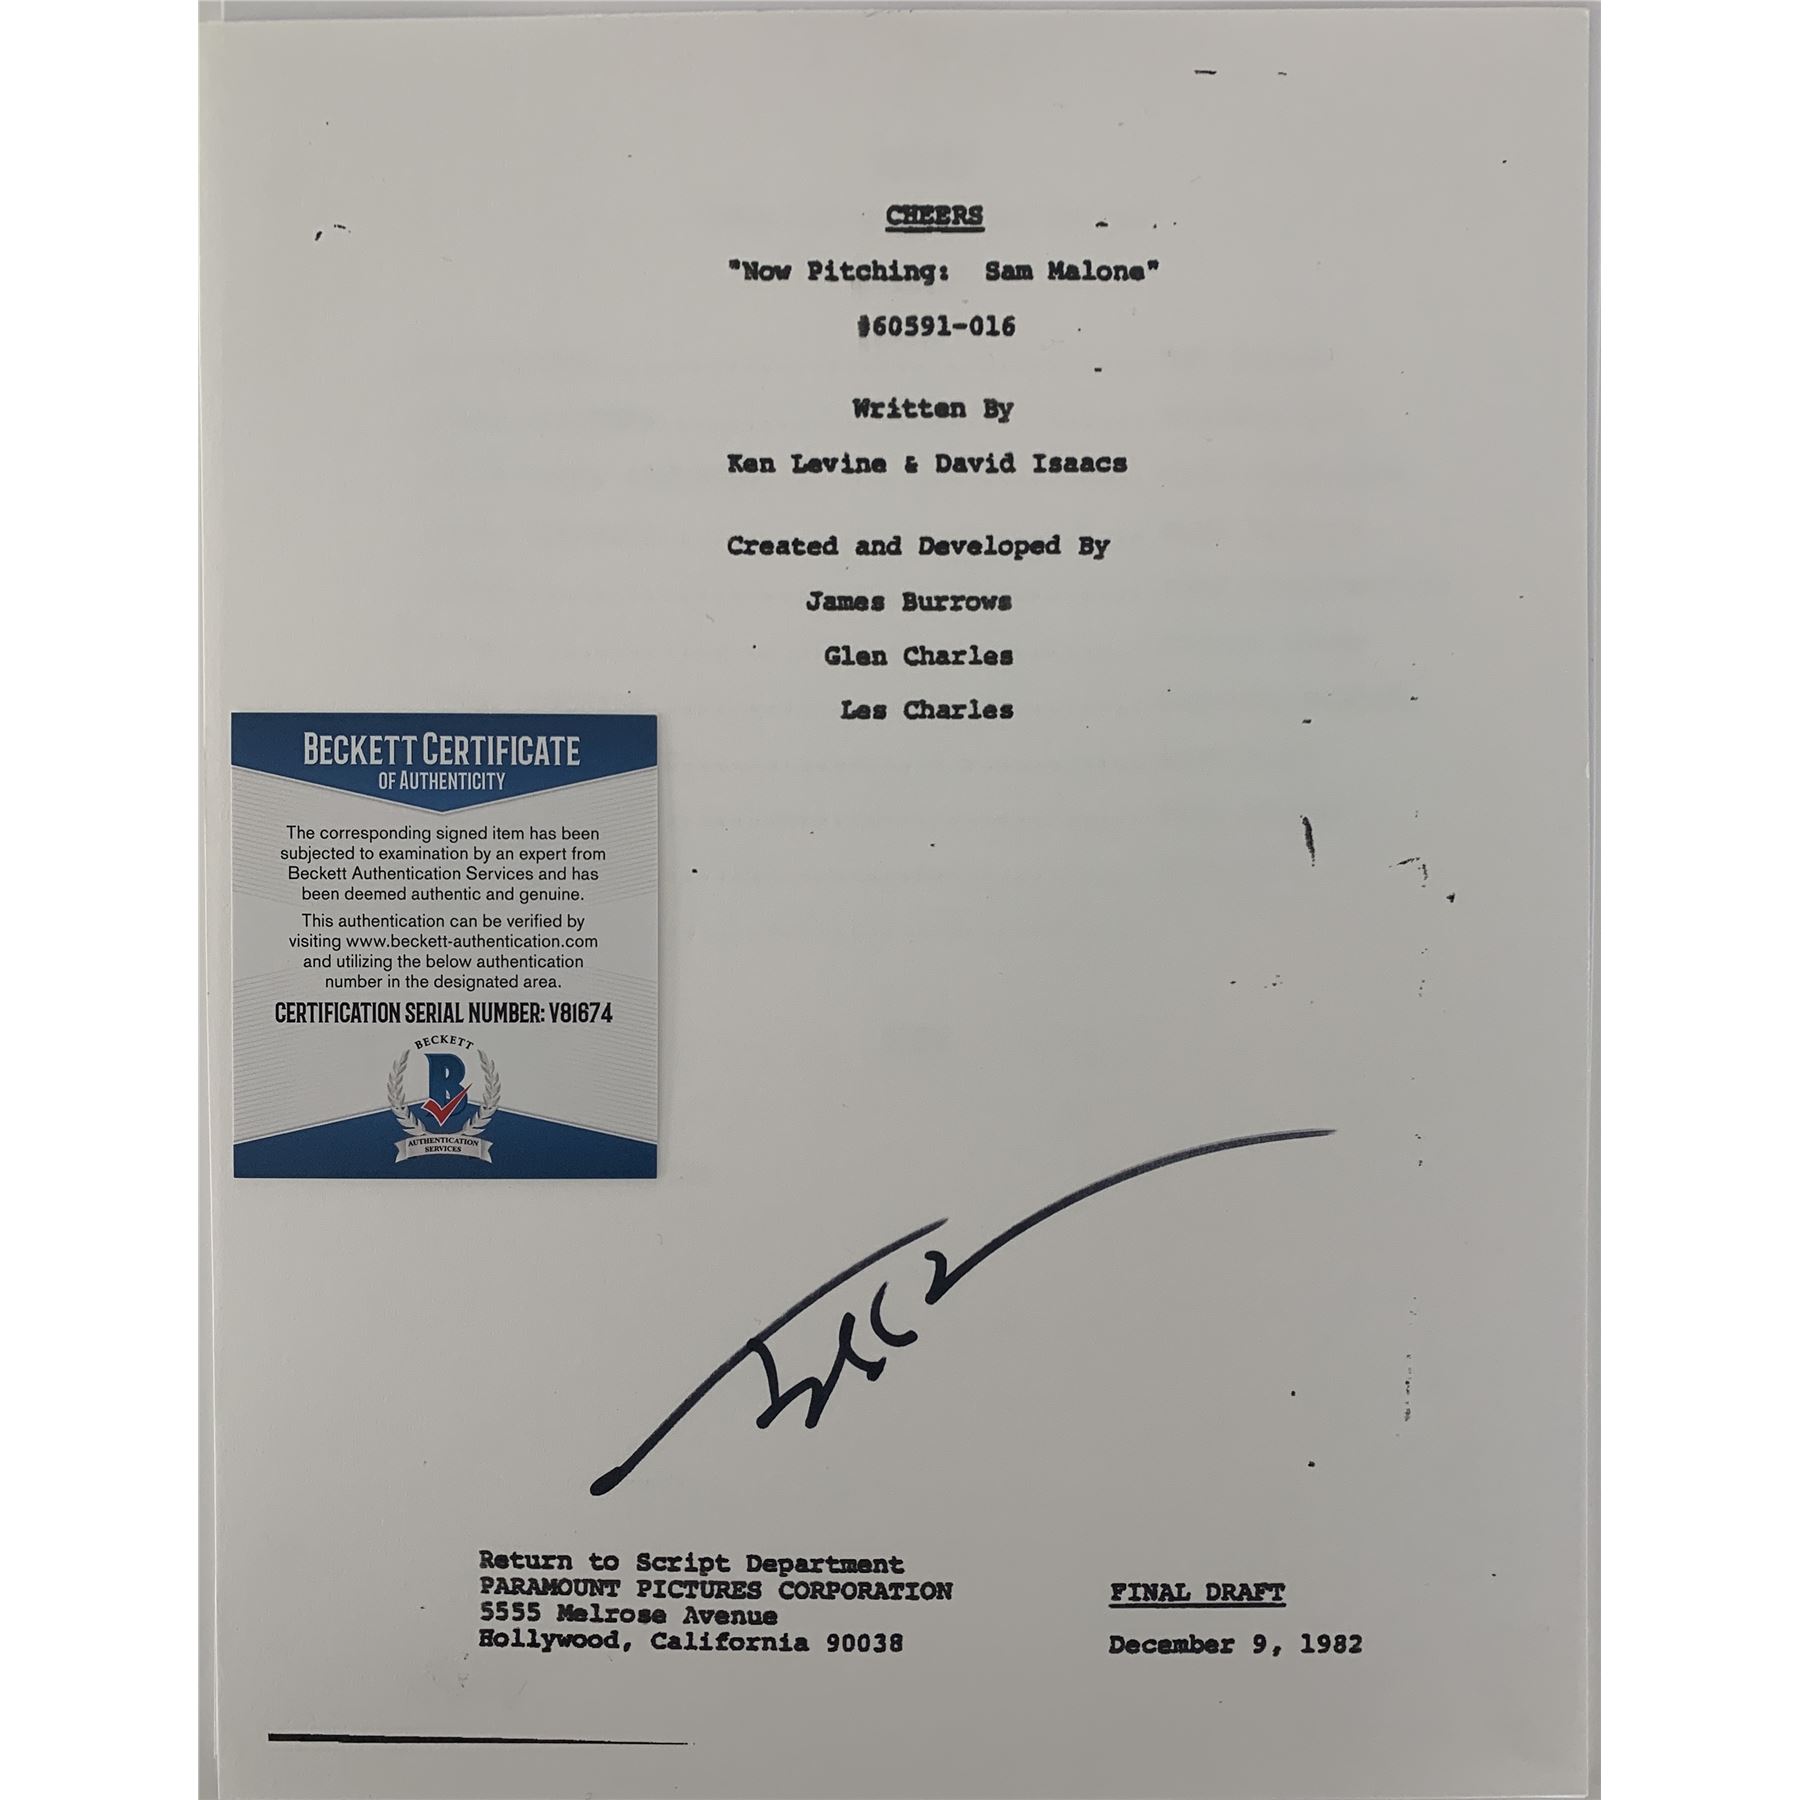 CHEERS
"Now Pitching: Sam Malone"
#60591-016
Written By
Ken Levine & David Isaacs
Created and Developed By
James Burrows
Glen Charles
Les Charles
BECKETT CERTIFICATE
OF AUTHENTICITY
The corresponding signed item has been
subjected to examination by an expert from
Beckett Authentication Services and has
been deemed authentic and genuine.
This authentication can be verified by
visiting www.beckett-authentication.com
and utilizing the below authentication
number in the designated area.
CERTIFICATION SERIAL NUMBER: V81674
BECKETT
B
AUTHENTICATION
SERVICES
Return to Script Department
PARAMOUNT PICTURES CORPORATION
5555 Melrose Avenue
Hollywood, California 90038
FINAL DRAFT
December 9, 1982